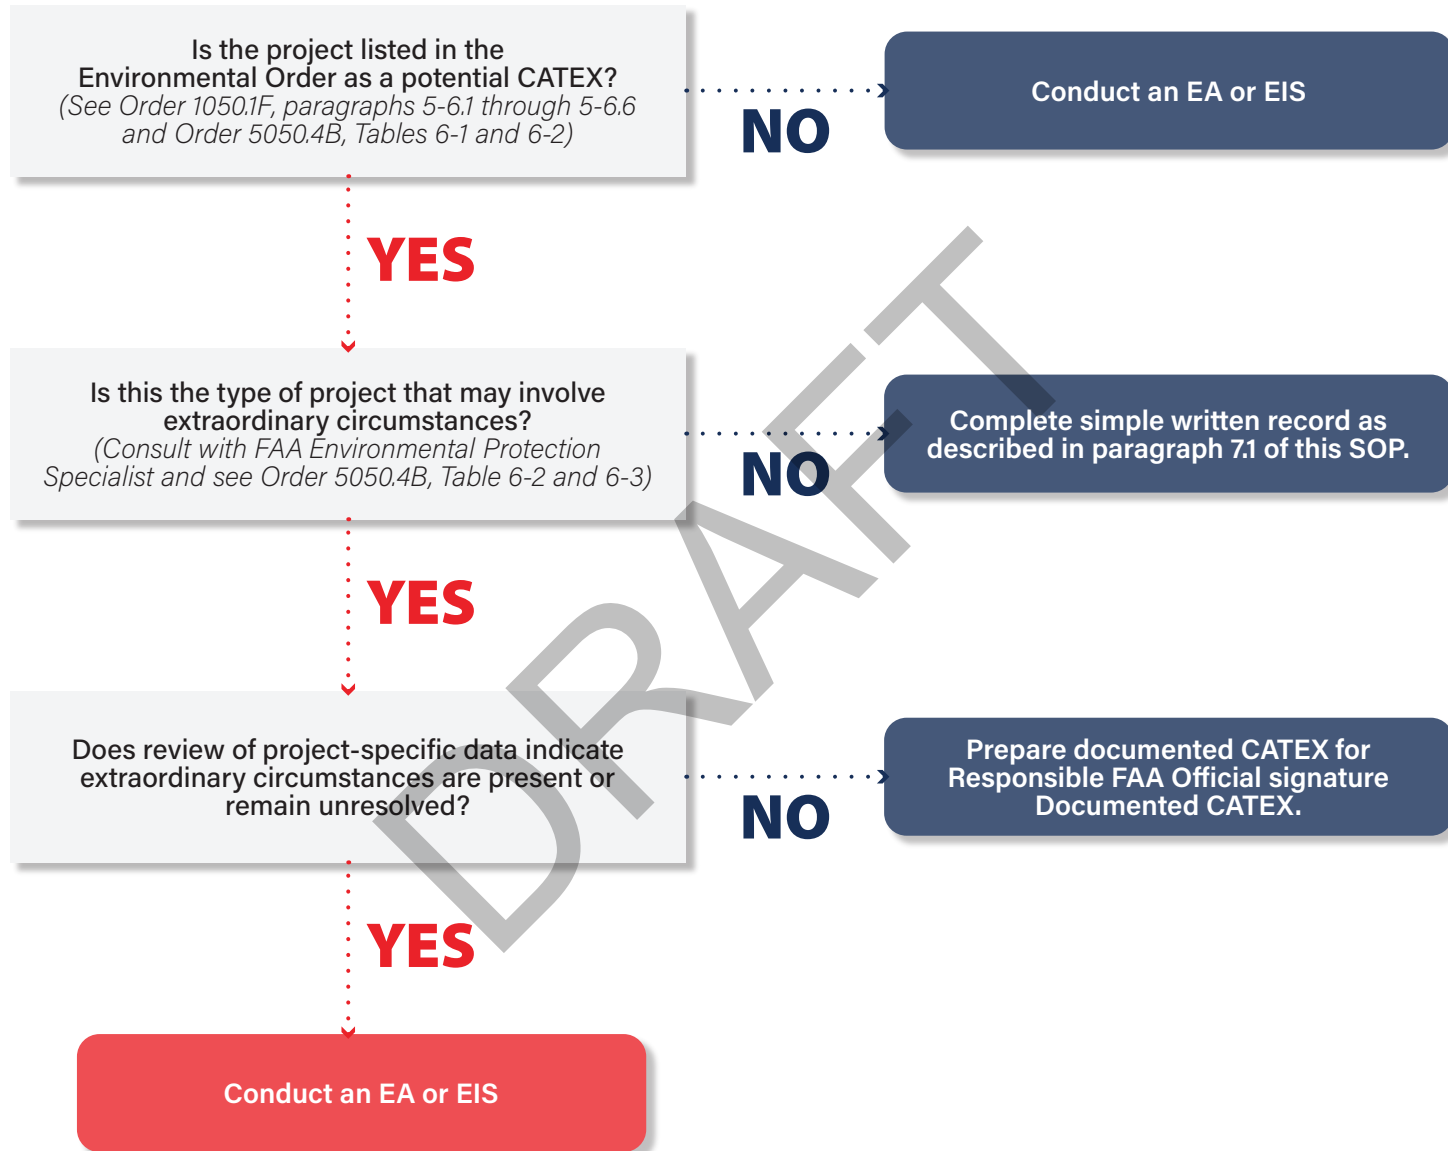 Is the project listed in the
Environmental Order as a potential CATEX?
(See Order 1050.1F, paragraphs 5-6.1 through 5-6.6
and Order 5050.4B, Tables 6-1 and 6-2)
NO
Conduct an EA or EIS
YES
Is this the type of project that may involve
extraordinary circumstances?
(Consult with FAA Environmental Protection
Specialist and see Order 5050.4B, Table 6-2 and 6-3)
NO
Complete simple written record as
described in paragraph 7.1 of this SOP.
YES
Does review of project-specific data indicate
extraordinary circumstances are present or
remain unresolved?
NO
Prepare documented CATEX for
Responsible FAA Official signature
Documented CATEX.
YES
Conduct an EA or EIS
DRAFT